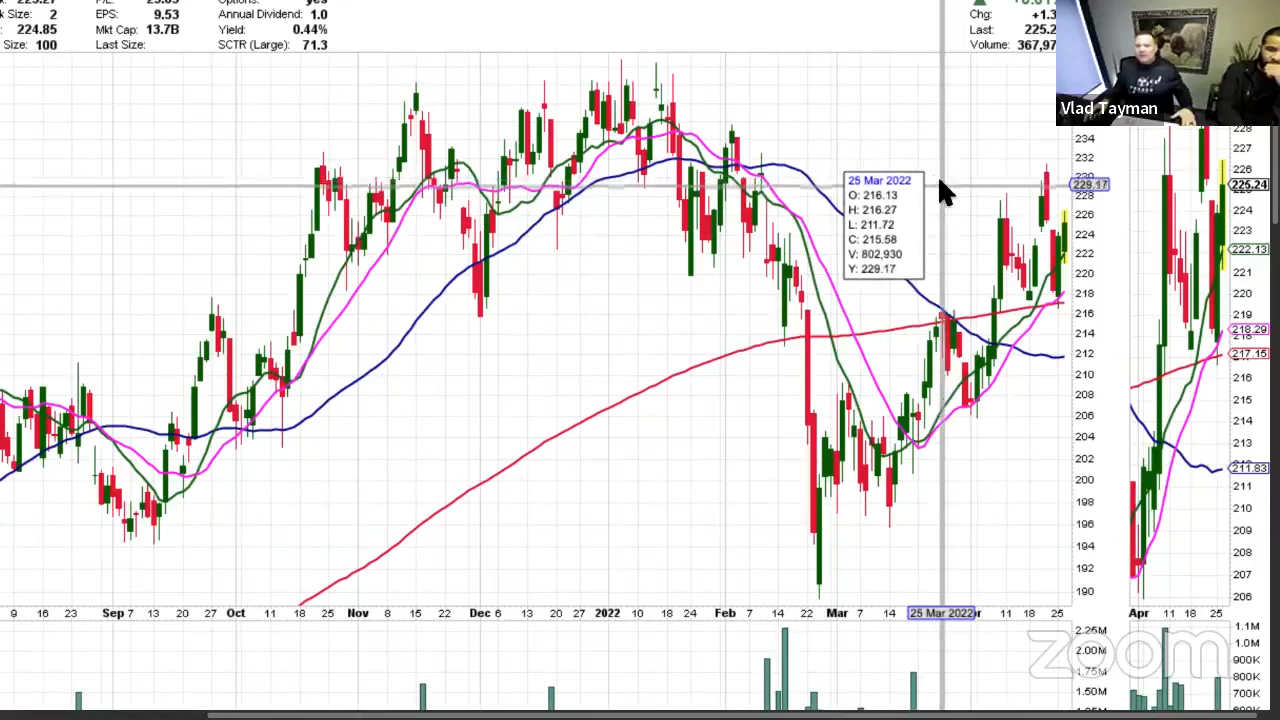 Size: 2
EPS: 9.53
Annual Dividend: 1.0
Chg: +1.3
224.85
Mkt Cap: 13.7B
Yield: 0.44%
Last: 225.2
Size: 100
Last Size:
SCTR (Large): 71.3
Volume: 367,97
Vlad Tayman
234
232
229.17
226
224
222
220
218
216
214
212
210
208
206
204
202
200
198
196
194
192
190
25 Mar 2022
O: 216.13
H: 216.27
L: 211.72
C: 215.58
V: 802,930
Y: 229.17
228
227
226
225.24
224
223
222.13
221
220
219
218.29
217.15
216
215
214
213
211.83
211
210
209
208
207
206
9 16 23 Sep 7 13 20 27 Oct 11 18 25 Nov 8 15 22 Dec 6 13 20 27 2022 10 18 24 Feb 7 14 22 Mar 7 14 25 Mar 2022 11 18 25
Apr 11 18 25
2.25M
2.00M
1.75M
1.50M
1.1M
1.0M
900K
800K
700K
zoom